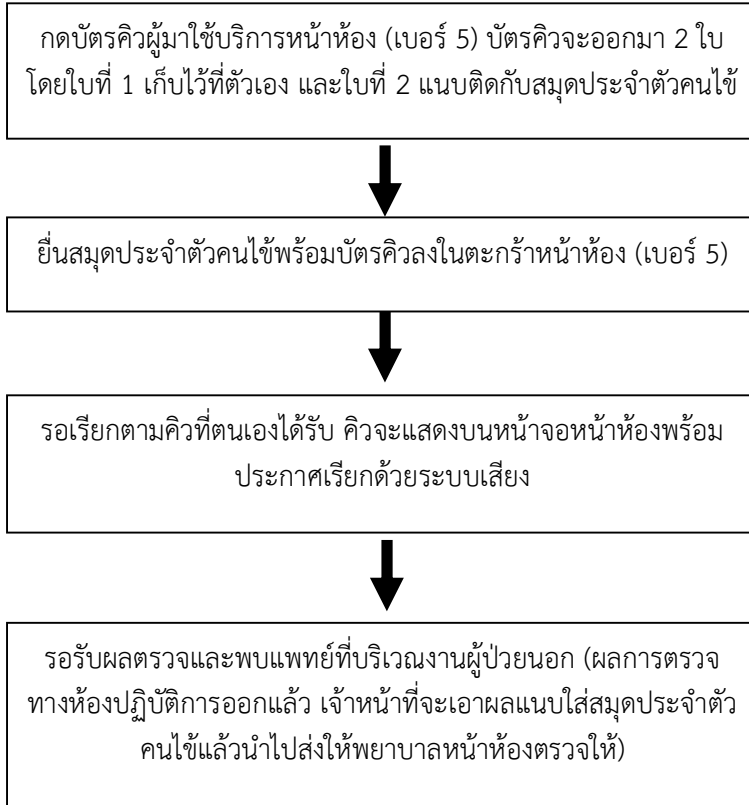 กดบัตรคิวผู้มาใช้บริการหน้าห้อง (เบอร์ 5) บัตรคิวจะออกมา 2 ใบ
โดยใบที่ 1 เก็บไว้ที่ตัวเอง และใบที่ 2 แนบติดกับสมุดประจำตัวคนไข้
ยื่นสมุดประจำตัวคนไข้พร้อมบัตรคิวลงในตะกร้าหน้าห้อง (เบอร์ 5)
รอเรียกตามคิวที่ตนเองได้รับ คิวจะแสดงบนหน้าจอหน้าห้องพร้อม
ประกาศเรียกด้วยระบบเสียง
รอรับผลตรวจและพบแพทย์ที่บริเวณงานผู้ป่วยนอก (ผลการตรวจ
ทางห้องปฏิบัติการออกแล้ว เจ้าหน้าที่จะเอาผลแนบใส่สมุดประจำตัว
คนไข้แล้วนำไปส่งให้พยาบาลหน้าห้องตรวจให้)